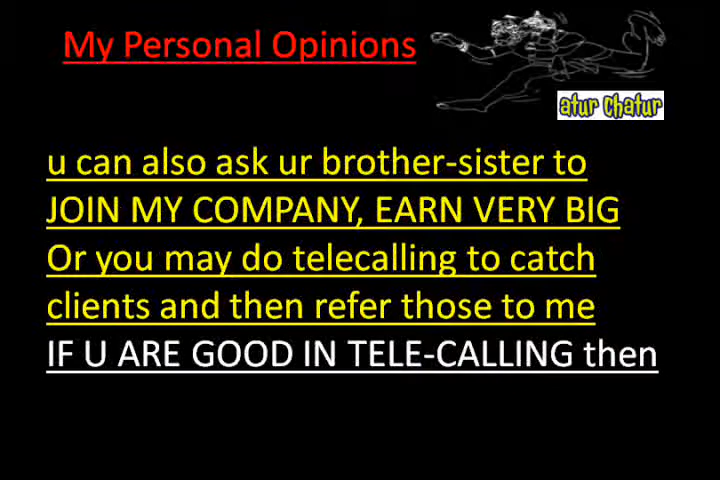 My Personal Opinions
atur chatur
u can also ask ur brother-sister to
JOIN MY COMPANY, EARN VERY BIG
Or you may do telecalling to catch
clients and then refer those to me
IF U ARE GOOD IN TELE-CALLING then